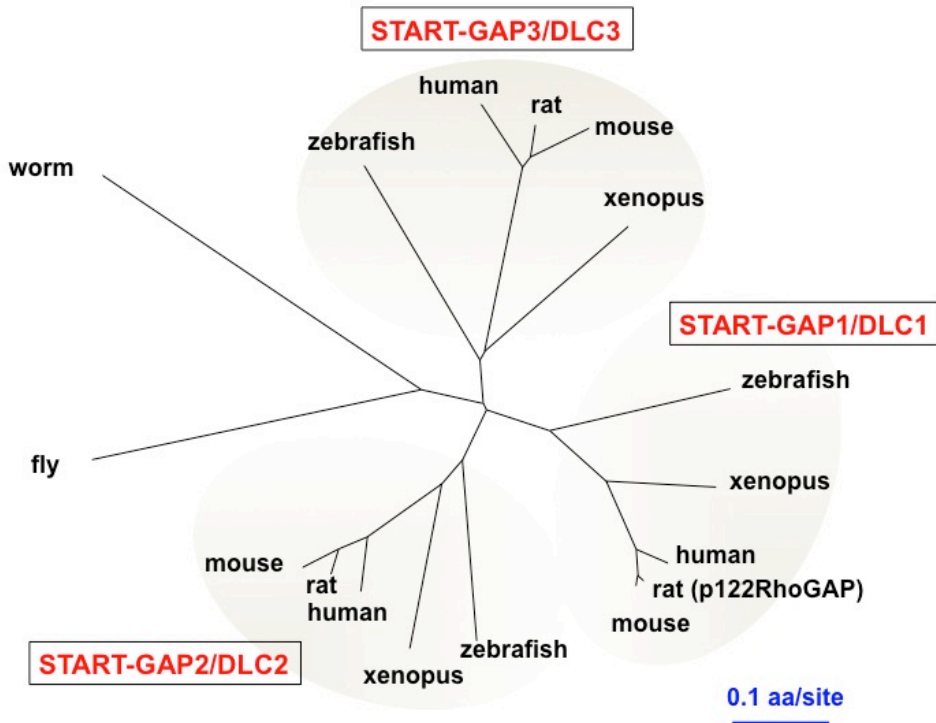 START-GAP3/DLC3
human
rat
mouse
zebrafish
worm
xenopus
START-GAP1/DLC1
zebrafish
fly
xenopus
human
mouse
rat
rat (p122RhoGAP)
human
mouse
zebrafish
START-GAP2/DLC2
xenopus
0.1 aa/site